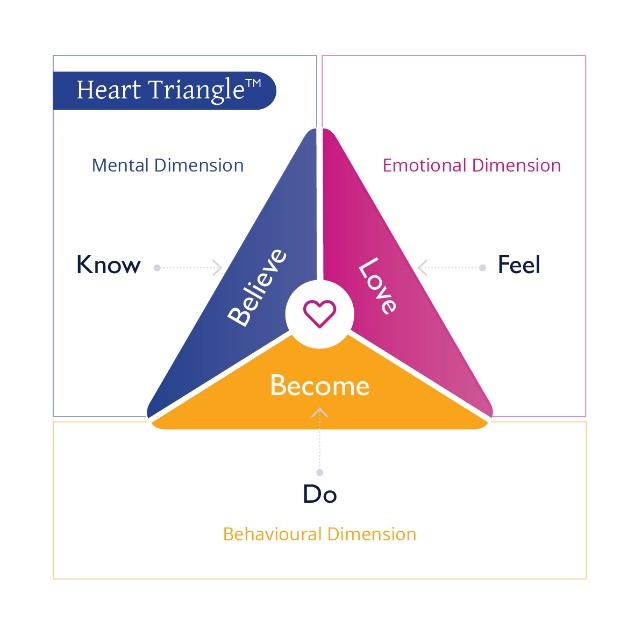 Heart Triangle™
Mental Dimension
Emotional Dimension
Know
Believe
Love
Feel
Become
Do
Behavioural Dimension